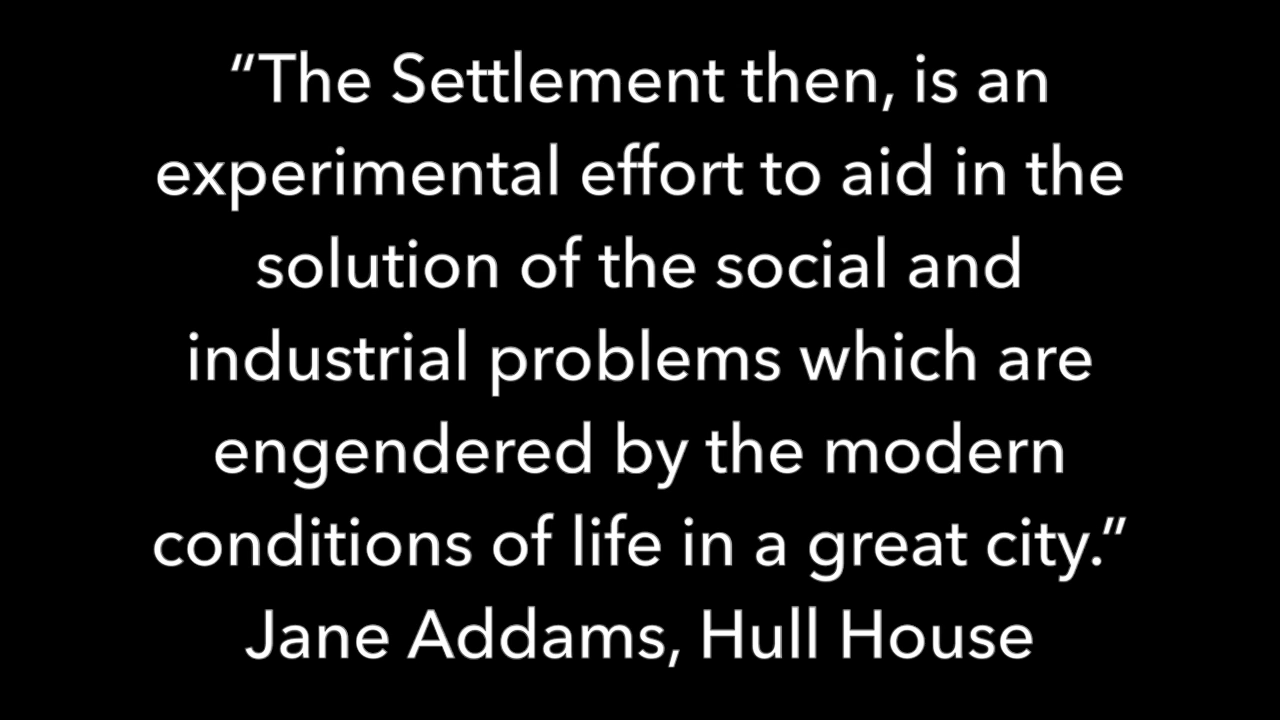 “The Settlement then, is an
experimental effort to aid in the
solution of the social and
industrial problems which are
engendered by the modern
conditions of life in a great city.”
Jane Addams, Hull House